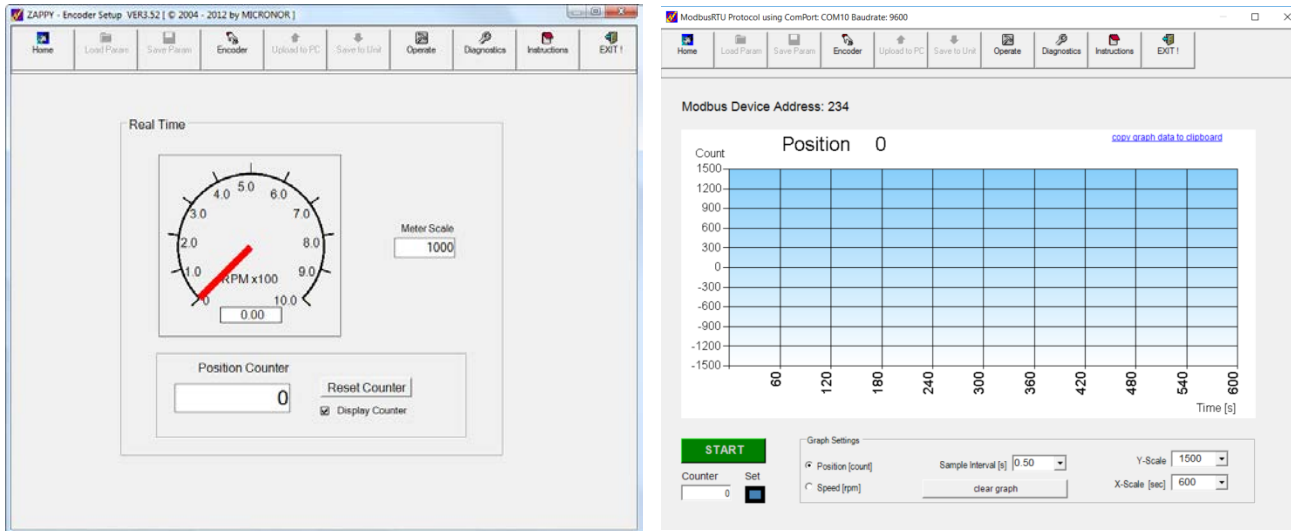 ZAPPY - Encoder Setup VER3.52 [ © 2004 - 2012 by MICRONOR ]
Home Load Param Save Param Encoder Upload to PC Save to Unit Operate Diagnostics Instructions EXIT !
Real Time
5.0
4.0 6.0
3.0 7.0
2.0 8.0
1.0 9.0
RPM x100
0 10.0
0.00
Meter Scale
1000
Position Counter
0
Reset Counter
Display Counter
ModbusRTU Protocol using ComPort: COM10 Baudrate: 9600
Home Load Param Save Param Encoder Upload to PC Save to Unit Operate Diagnostics Instructions EXIT !
Modbus Device Address: 234
Position 0
copy graph data to clipboard
Count
1500
1200
900
600
300
0
-300
-600
-900
-1200
-1500
60 120 180 240 300 360 420 480 540 600
Time [s]
START
Counter Set
0
Graph Settings
Position [count]
Speed [rpm]
Sample Interval [s] 0.50
clear graph
Y-Scale 1500
X-Scale [sec] 600